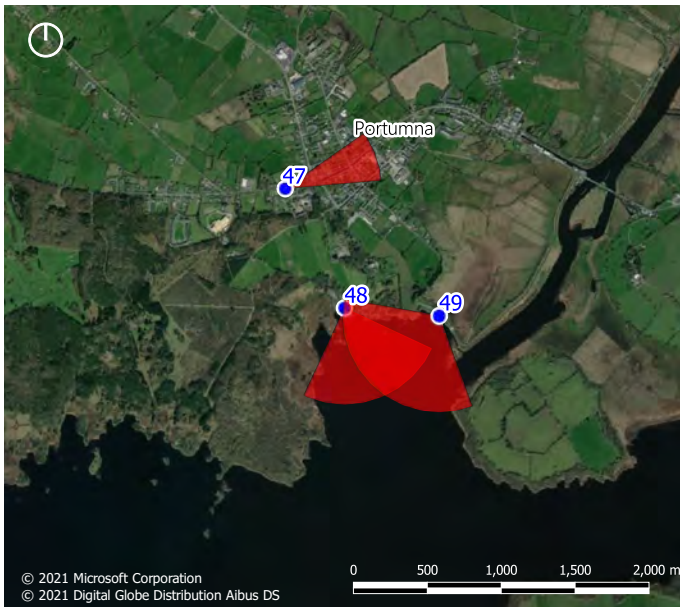 Portumna
47
48
49
0 500 1,000 1,500 2,000 m
© 2021 Microsoft Corporation
© 2021 Digital Globe Distribution Aibus DS